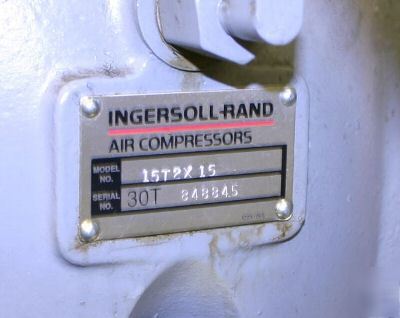 INGERSOLL-RAND
AIR COMPRESSORS
MODEL NO. 15T2X15
SERIAL NO. 30T 848845